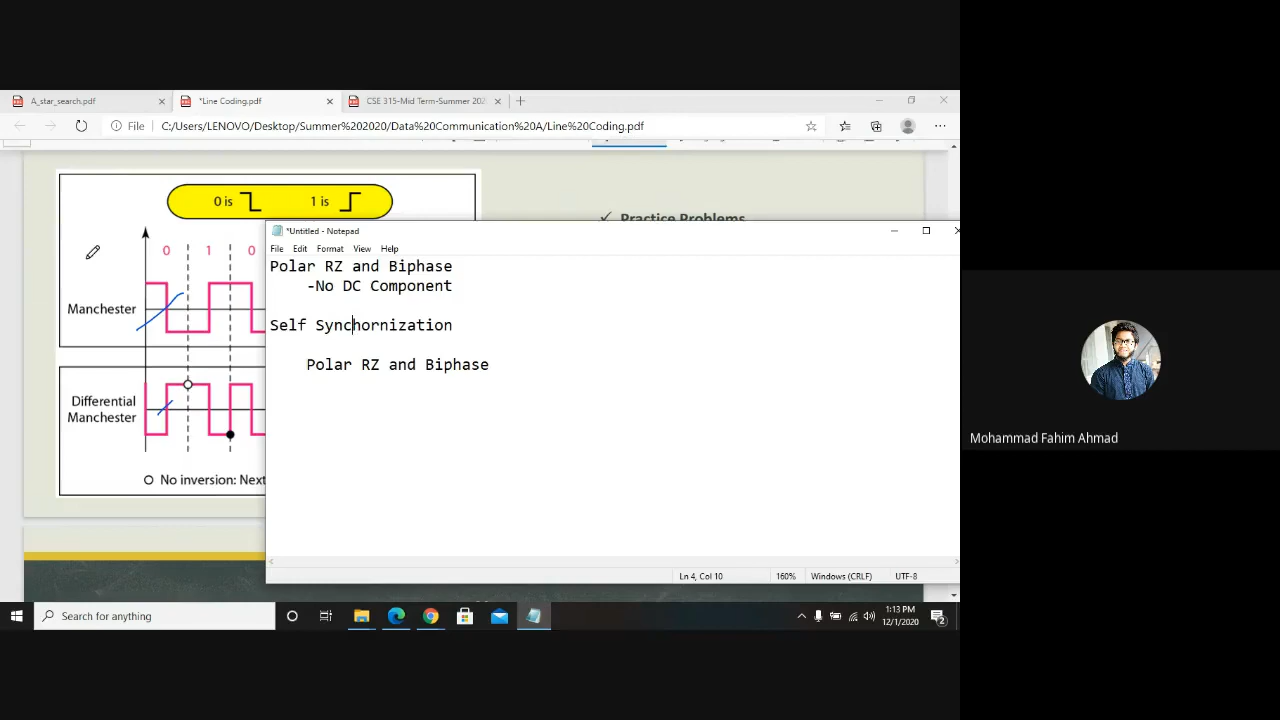 A_star_search.pdf
*Line Coding.pdf
CSE 315-Mid Term-Summer 202
File
C:/Users/LENOVO/Desktop/Summer%202020/Data%20Communication%20A/Line%20Coding.pdf
0 is
1 is
✓ Practice Problems
0 1 0
Manchester
Differential
Manchester
O No inversion: Next
*Untitled - Notepad
File Edit Format View Help
Polar RZ and Biphase
-No DC Component
Self Synchornization
Polar RZ and Biphase
Ln 4, Col 10
160%
Windows (CRLF)
UTF-8
Mohammad Fahim Ahmad
Search for anything
1:13 PM
12/1/2020
2